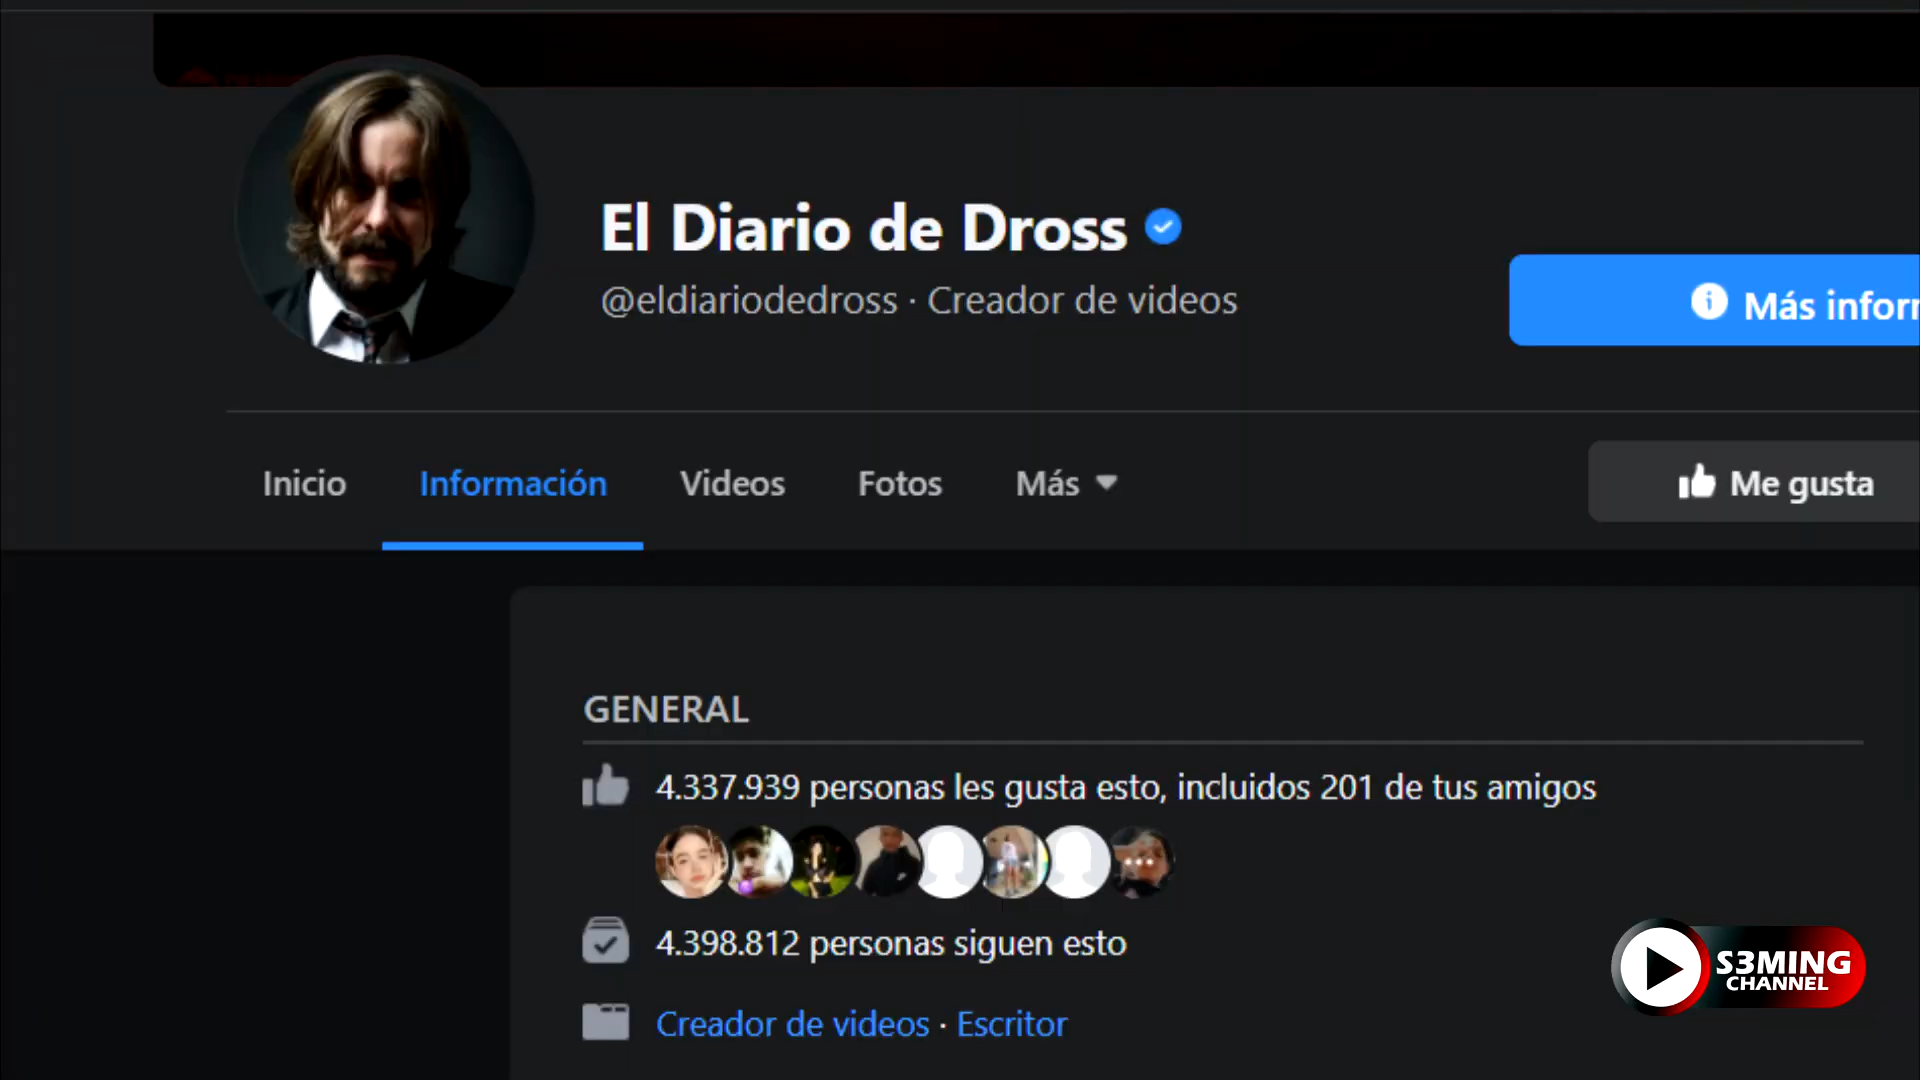 El Diario de Dross
@eldiariodedross · Creador de videos
Más inforr
Inicio
Información
Videos
Fotos
Más
Me gusta
GENERAL
4.337.939 personas les gusta esto, incluidos 201 de tus amigos
4.398.812 personas siguen esto
Creador de videos · Escritor
S3MING
CHANNEL